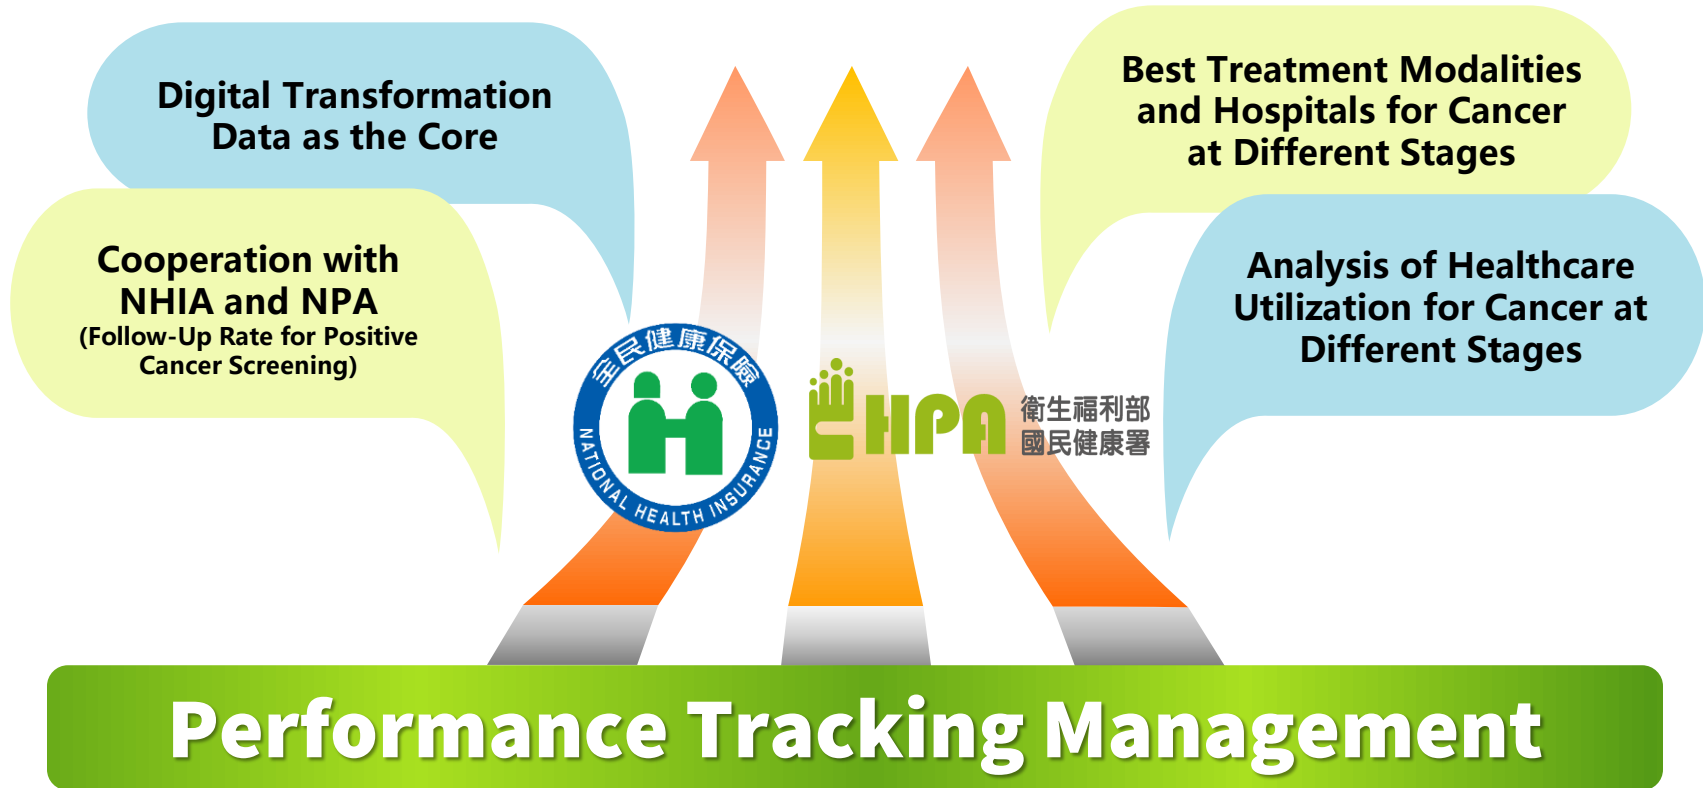 Digital Transformation
Data as the Core
Cooperation with
NHIA and NPA
(Follow-Up Rate for Positive
Cancer Screening)
Best Treatment Modalities
and Hospitals for Cancer
at Different Stages
Analysis of Healthcare
Utilization for Cancer at
Different Stages
全民健康保險
NATIONAL HEALTH INSURANCE
HPA
衛生福利部
國民健康署
Performance Tracking Management